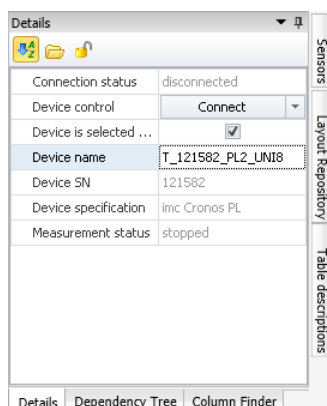 Details
Connection status disconnected
Device control Connect
Device is selected ...
Device name T_121582_PL2_UNI8
Device SN 121582
Device specification imc Cronos PL
Measurement status stopped
Details Dependency Tree Column Finder
Sensors
Layout Repository
Table descriptions